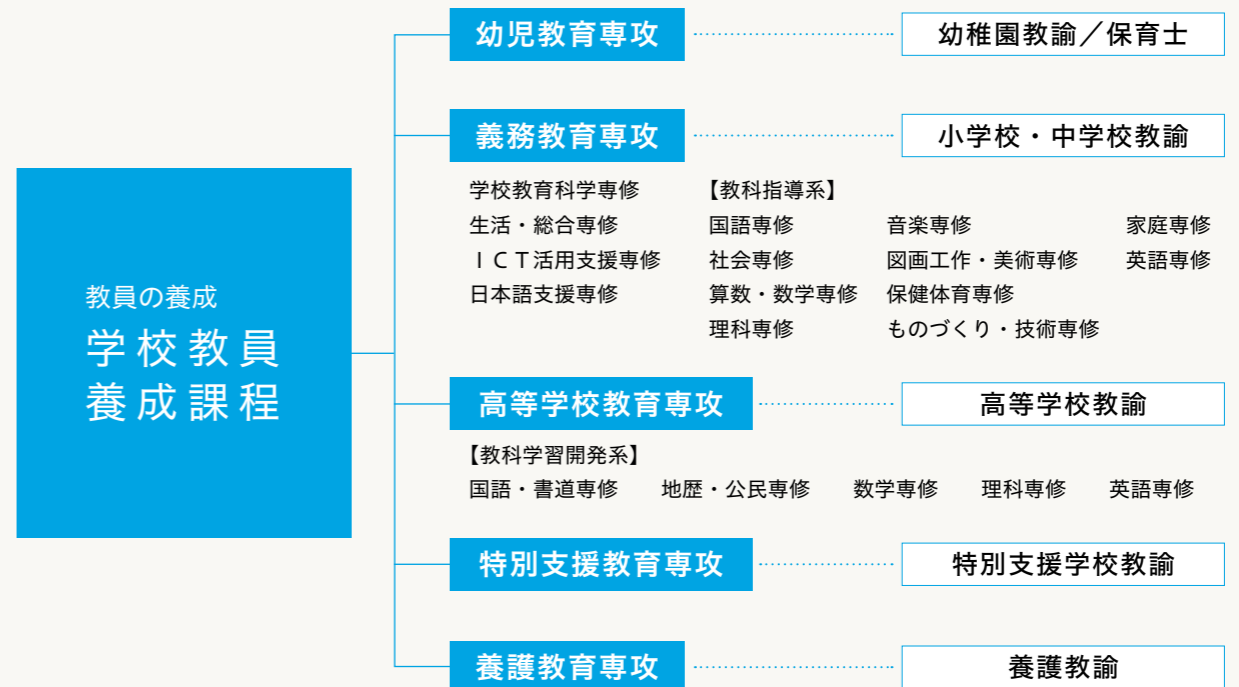 教員の養成
学校教員
養成課程
幼児教育専攻
幼稚園教諭／保育士
義務教育専攻
小学校・中学校教諭
学校教育科学専修
生活・総合専修
ＩＣＴ活用支援専修
日本語支援専修
【教科指導系】
国語専修
社会専修
算数・数学専修
理科専修
音楽専修
図画工作・美術専修
保健体育専修
ものづくり・技術専修
家庭専修
英語専修
高等学校教育専攻
高等学校教諭
【教科学習開発系】
国語・書道専修 地歴・公民専修 数学専修 理科専修 英語専修
特別支援教育専攻
特別支援学校教諭
養護教育専攻
養護教諭